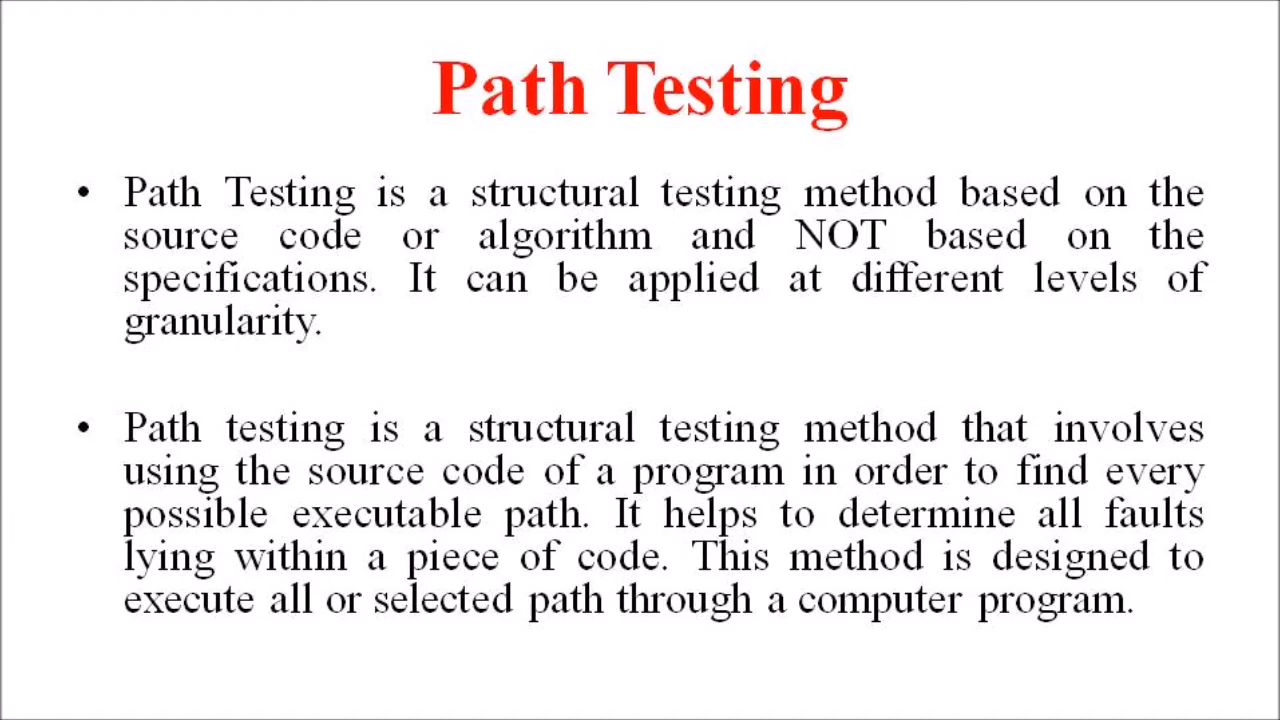 Path Testing
• Path Testing is a structural testing method based on the
source code or algorithm and NOT based on the
specifications. It can be applied at different levels of
granularity.
• Path testing is a structural testing method that involves
using the source code of a program in order to find every
possible executable path. It helps to determine all faults
lying within a piece of code. This method is designed to
execute all or selected path through a computer program.